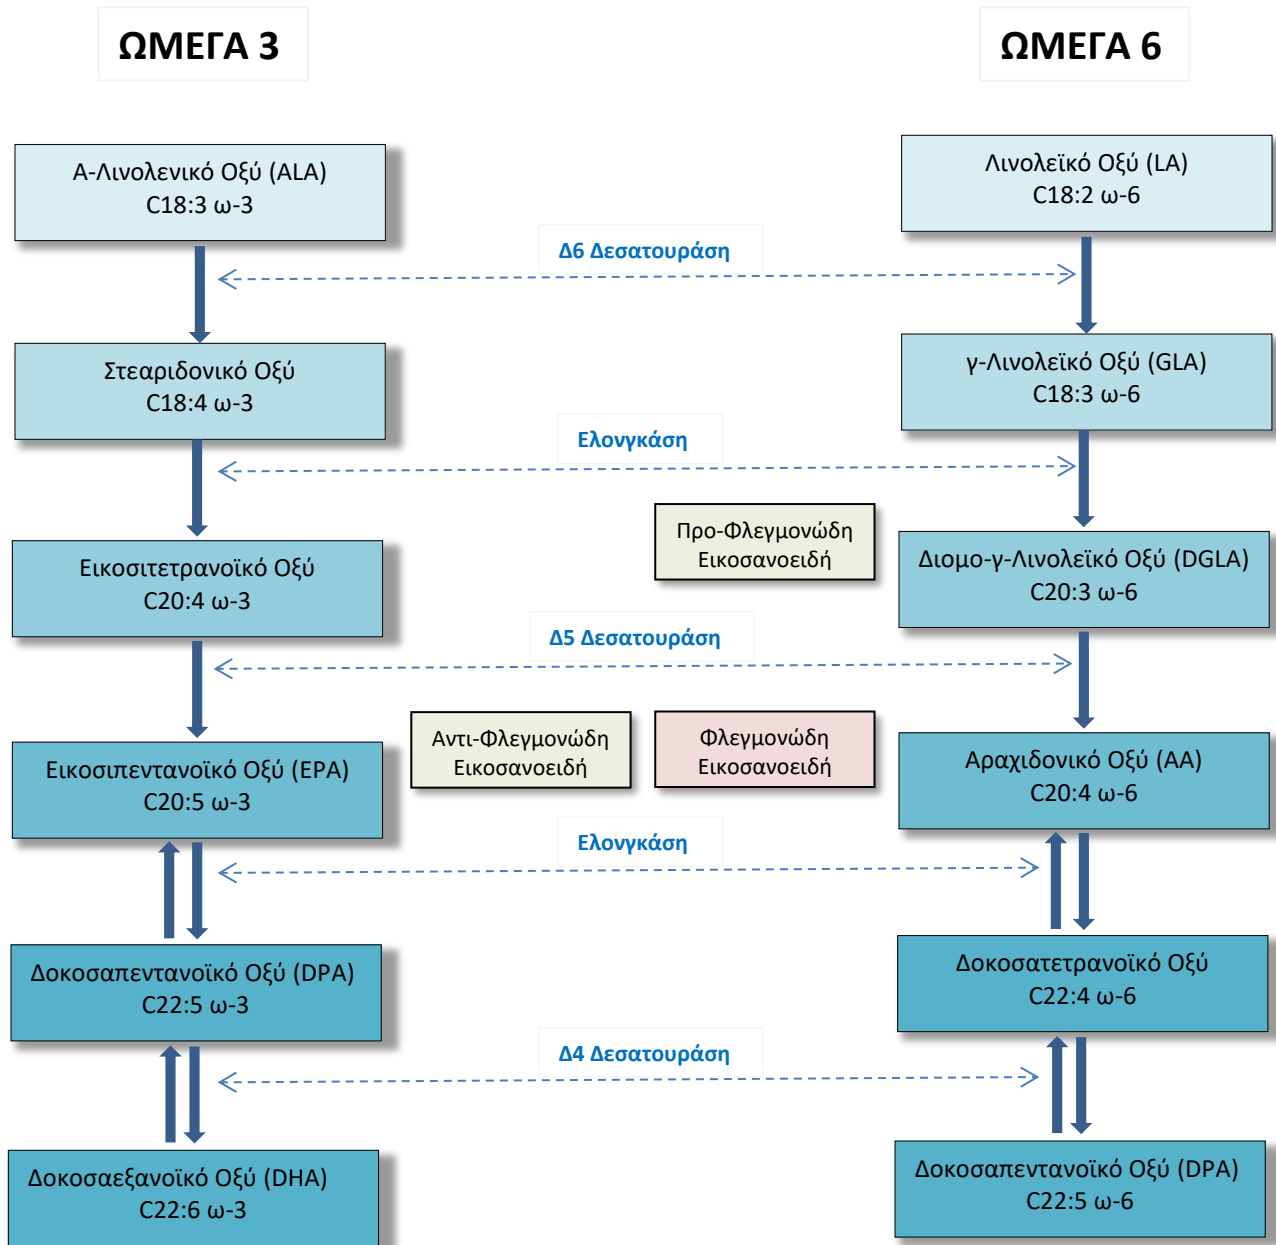 ΩΜΕΓΑ 3
ΩΜΕΓΑ 6
Α-Λινολενικό Οξύ (ALA)
C18:3 ω-3
Λινολεϊκό Οξύ (LA)
C18:2 ω-6
Δ6 Δεσατουράση
Στεαριδονικό Οξύ
C18:4 ω-3
γ-Λινολεϊκό Οξύ (GLA)
C18:3 ω-6
Ελονγκάση
Προ-Φλεγμονώδη
Εικοσανοειδή
Εικοσιτετρανοϊκό Οξύ
C20:4 ω-3
Διομο-γ-Λινολεϊκό Οξύ (DGLA)
C20:3 ω-6
Δ5 Δεσατουράση
Αντι-Φλεγμονώδη
Εικοσανοειδή
Φλεγμονώδη
Εικοσανοειδή
Εικοσιπεντανοϊκό Οξύ (EPA)
C20:5 ω-3
Αραχιδονικό Οξύ (AA)
C20:4 ω-6
Ελονγκάση
Δοκοσαπεντανοϊκό Οξύ (DPA)
C22:5 ω-3
Δοκοσατετρανοϊκό Οξύ
C22:4 ω-6
Δ4 Δεσατουράση
Δοκοσαεξανοϊκό Οξύ (DHA)
C22:6 ω-3
Δοκοσαπεντανοϊκό Οξύ (DPA)
C22:5 ω-6